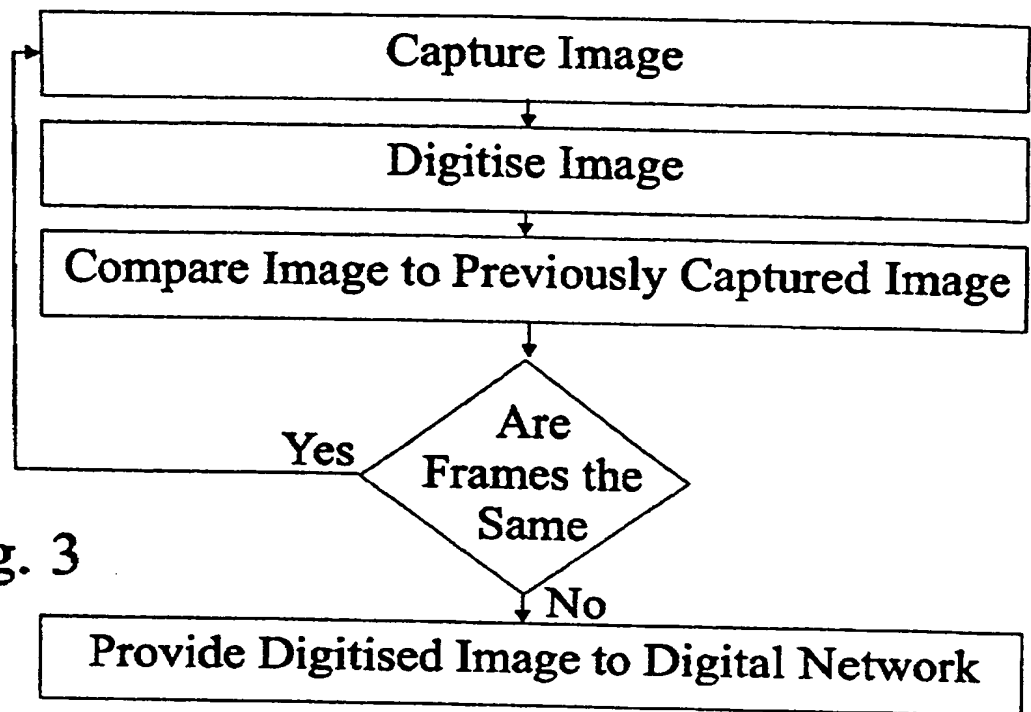 Capture Image
Digitise Image
Compare Image to Previously Captured Image
Are
Frames the
Same
Yes
No
g. 3
Provide Digitised Image to Digital Network